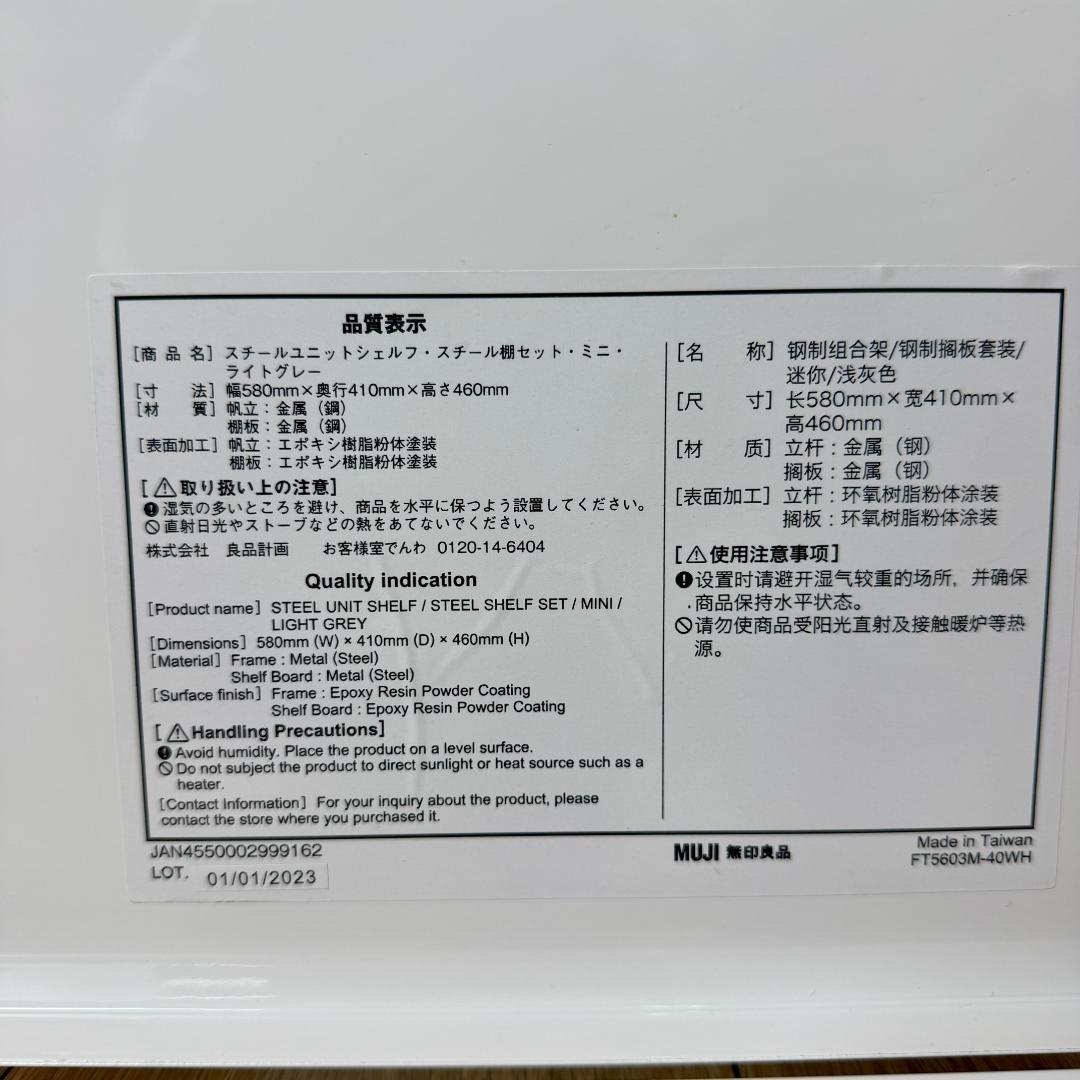 品質表示
[商品名] スチールユニットシェルフ・スチール棚セット・ミニ・
ライトグレー
[寸 法] 幅580mm×奥行410mm×高さ460mm
[材 質] 帆立：金属（鋼）
棚板：金属（鋼）
[表面加工] 帆立：エポキシ樹脂粉体塗装
棚板：エポキシ樹脂粉体塗装
[⚠取り扱い上の注意]
湿気の多いところを避け、商品を水平に保つよう設置してください。
直射日光やストーブなどの熱をあてないでください。
株式会社 良品計画 お客様室でんわ 0120-14-6404
Quality indication
[Product name] STEEL UNIT SHELF / STEEL SHELF SET / MINI /
LIGHT GREY
[Dimensions] 580mm (W) × 410mm (D) × 460mm (H)
[Material] Frame : Metal (Steel)
Shelf Board : Metal (Steel)
[Surface finish] Frame : Epoxy Resin Powder Coating
Shelf Board : Epoxy Resin Powder Coating
[⚠Handling Precautions]
Avoid humidity. Place the product on a level surface.
Do not subject the product to direct sunlight or heat source such as a
heater.
[Contact Information] For your inquiry about the product, please
contact the store where you purchased it.
[名 称] 钢制组合架/钢制搁板套装/
迷你/浅灰色
[尺 寸] 长580mm×宽410mm×
高460mm
[材 质] 立杆：金属（钢）
搁板：金属（钢）
[表面加工] 立杆：环氧树脂粉体涂装
搁板：环氧树脂粉体涂装
[⚠使用注意事项]
设置时请避开湿气较重的场所，并确保
商品保持水平状态。
请勿使商品受阳光直射及接触暖炉等热
源。
JAN4550002999162
LOT. 01/01/2023
MUJI 無印良品
Made in Taiwan
FT5603M-40WH